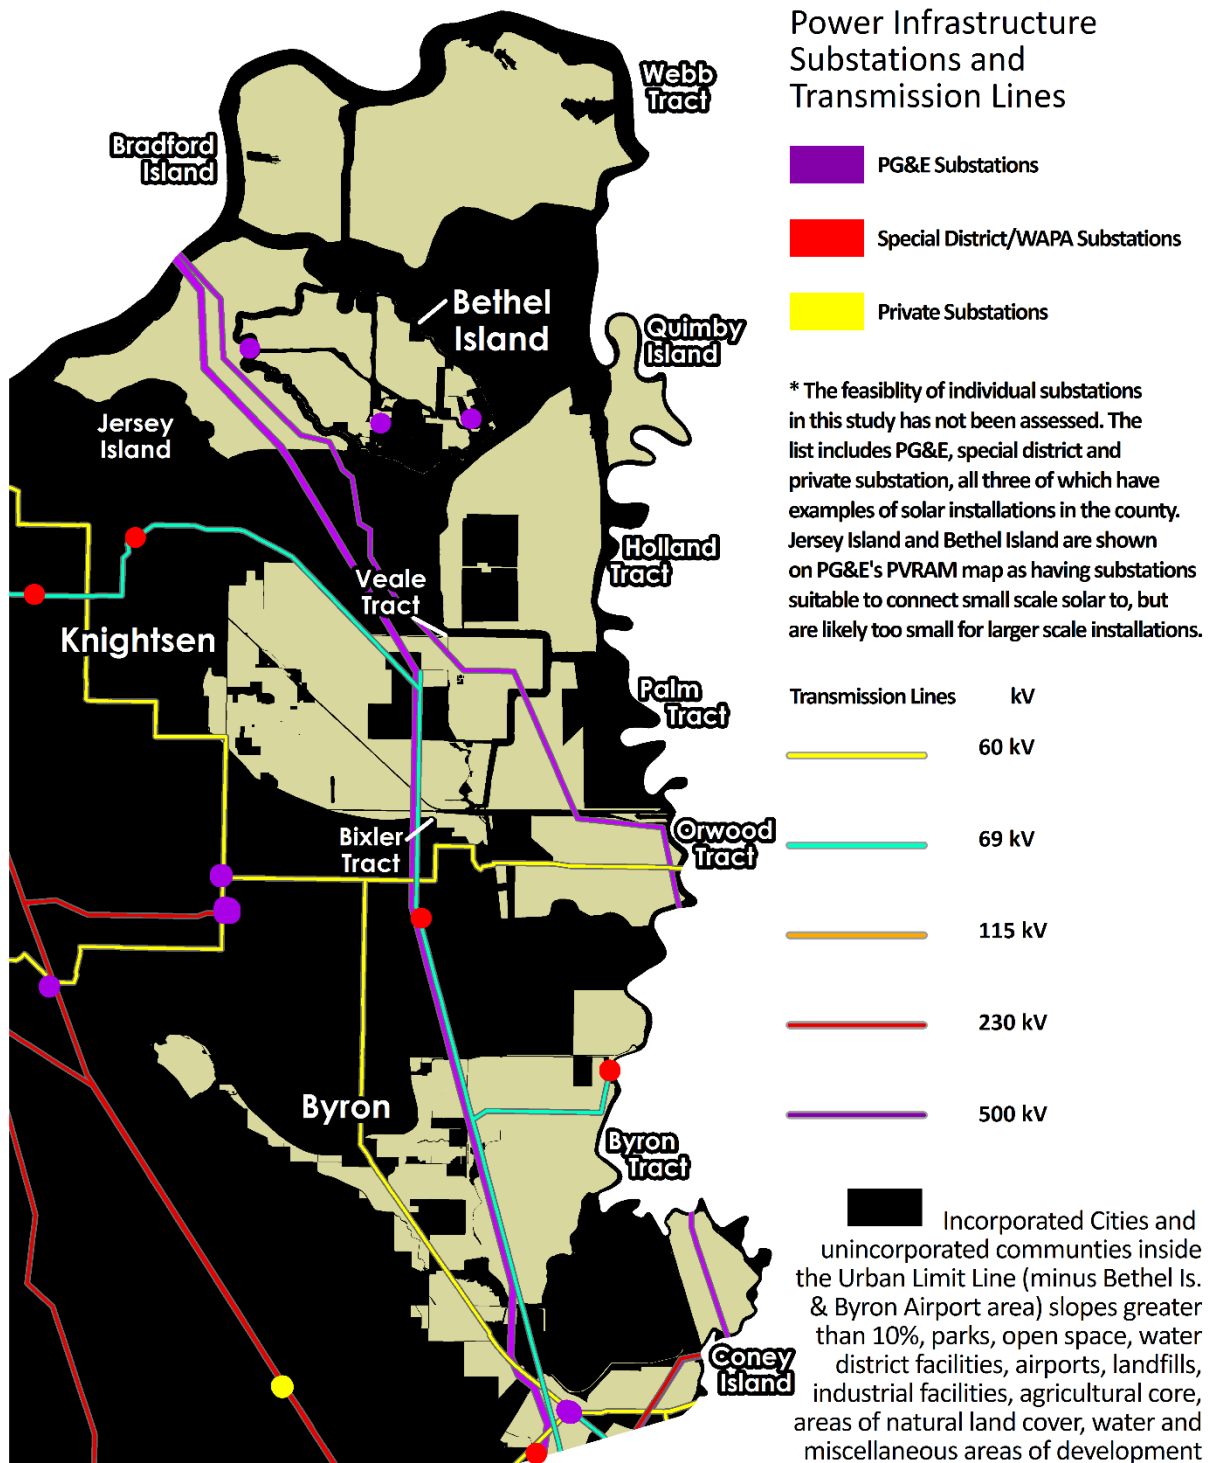 Power Infrastructure
Substations and
Transmission Lines
Webb
Tract
Bradford
Island
PG&E Substations
Special District/WAPA Substations
Bethel
Island
Private Substations
Quimby
Island
* The feasiblity of individual substations
in this study has not been assessed. The
list includes PG&E, special district and
private substation, all three of which have
examples of solar installations in the county.
Jersey Island and Bethel Island are shown
on PG&E's PVRAM map as having substations
suitable to connect small scale solar to, but
are likely too small for larger scale installations.
Jersey
Island
Holland
Tract
Veale
Tract
Knightsen
Palm
Tract
Transmission Lines kV
60 kV
69 kV
115 kV
230 kV
500 kV
Bixler
Tract
Orwood
Tract
Byron
Byron
Tract
Coney
Island
Incorporated Cities and
unincorporated communties inside
the Urban Limit Line (minus Bethel Is.
& Byron Airport area) slopes greater
than 10%, parks, open space, water
district facilities, airports, landfills,
industrial facilities, agricultural core,
areas of natural land cover, water and
miscellaneous areas of development